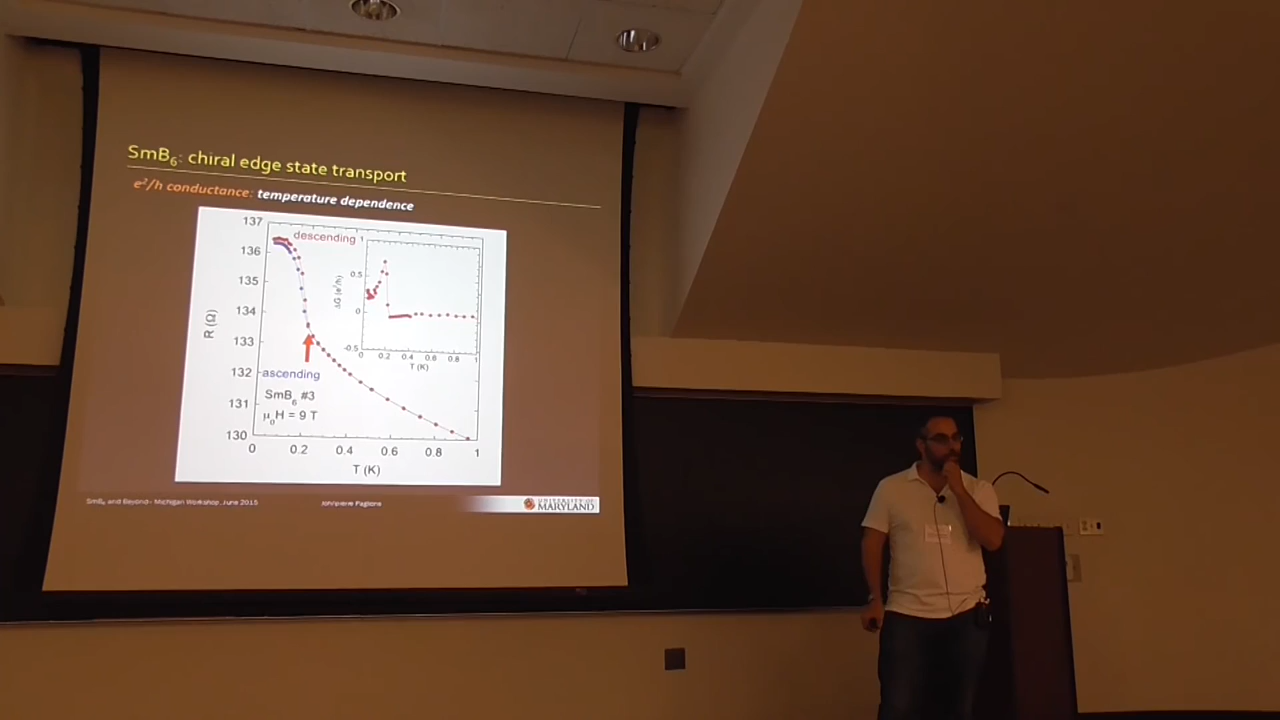 SmB6: chiral edge state transport
e2/h conductance: temperature dependence
137
136
135
134
133
132
131
130
R (Ω)
0
0.2
0.4
0.6
0.8
1
T (K)
descending
ascending
SmB6 #3
μ0H = 9 T
1
0.5
0
-0.5
ΔG (e2/h)
0
0.2
0.4
0.6
0.8
1
T (K)
SmB6 and Beyond - Michigan Workshop, June 2015
Johnpierre Paglione
UNIVERSITY OF
MARYLAND